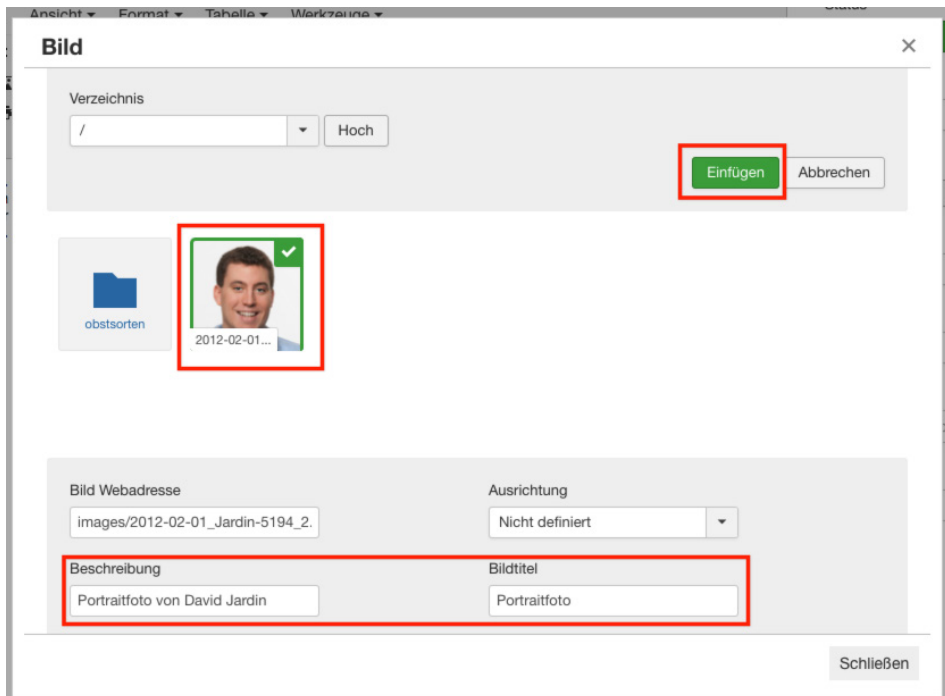 Ansicht Format Tabelle Werkzeuge
Status
Bild
Verzeichnis
/
Hoch
Einfügen
Abbrechen
obstsorten
2012-02-01...
Bild Webadresse
Ausrichtung
images/2012-02-01_Jardin-5194_2.
Nicht definiert
Beschreibung
Bildtitel
Portraitfoto von David Jardin
Portraitfoto
Schließen